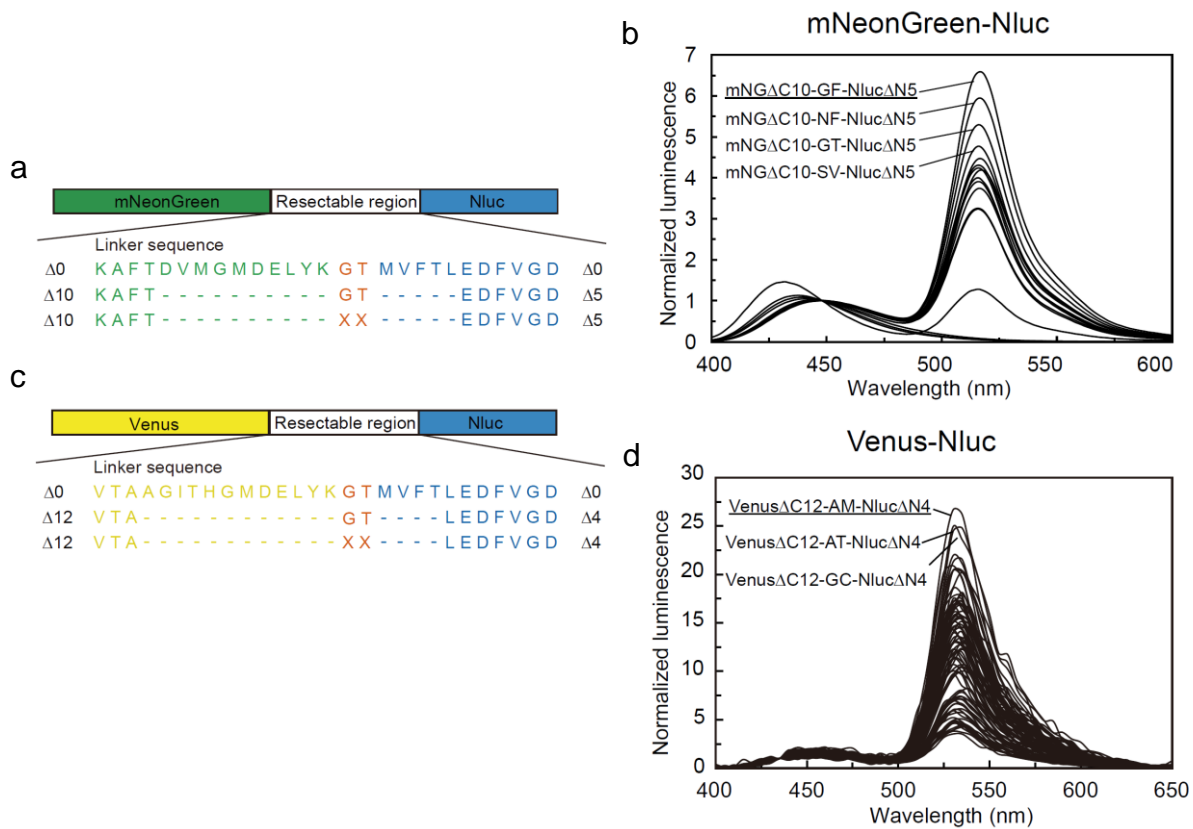 a
mNeonGreen Resectable region Nluc
Linker sequence
Δ0 KAFTDVMGMDELYK GT MVFTLEDFVGD Δ0
Δ10 KAFT---------- GT -----EDFVGD Δ5
Δ10 KAFT---------- XX -----EDFVGD Δ5
b
mNeonGreen-Nluc
Normalized luminescence
7
6
5
4
3
2
1
0
mNGΔC10-GF-NlucΔN5
mNGΔC10-NF-NlucΔN5
mNGΔC10-GT-NlucΔN5
mNGΔC10-SV-NlucΔN5
400 450 500 550 600
Wavelength (nm)
c
Venus Resectable region Nluc
Linker sequence
Δ0 VTAAGITHGMDELYKGTMVFTLEDFVGD Δ0
Δ12 VTA------------GT----LEDFVGD Δ4
Δ12 VTA------------XX----LEDFVGD Δ4
d
Venus-Nluc
Normalized luminescence
30
25
20
15
10
5
0
VenusΔC12-AM-NlucΔN4
VenusΔC12-AT-NlucΔN4
VenusΔC12-GC-NlucΔN4
400 450 500 550 600 650
Wavelength (nm)